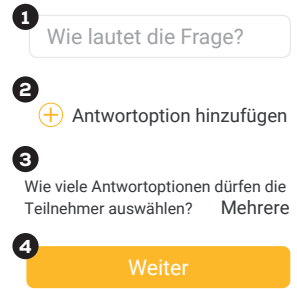 1
Wie lautet die Frage?
2
Antwortoption hinzufügen
3
Wie viele Antwortoptionen dürfen die
Teilnehmer auswählen? Mehrere
4
Weiter